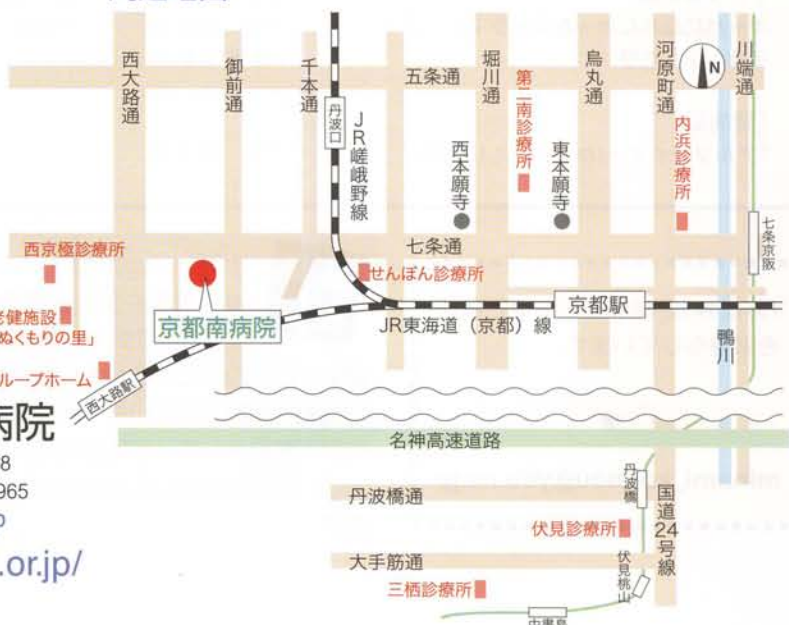 西大路通
御前通
千本通
丹波口
JR嵯峨野線
五条通
堀川通
第二南診療所
烏丸通
河原町通
N
川端通
内浜診療所
西本願寺
東本願寺
七条京阪
西京極診療所
七条通
せんぽん診療所
老健施設
ぬくもりの里」
京都南病院
京都駅
JR東海道（京都）線
鴨川
ループホーム
西大路駅
病院
8
965
名神高速道路
.or.jp/
丹波橋通
丹波橋
国道24号線
伏見診療所
大手筋通
伏見桃山
三栖診療所
中書島